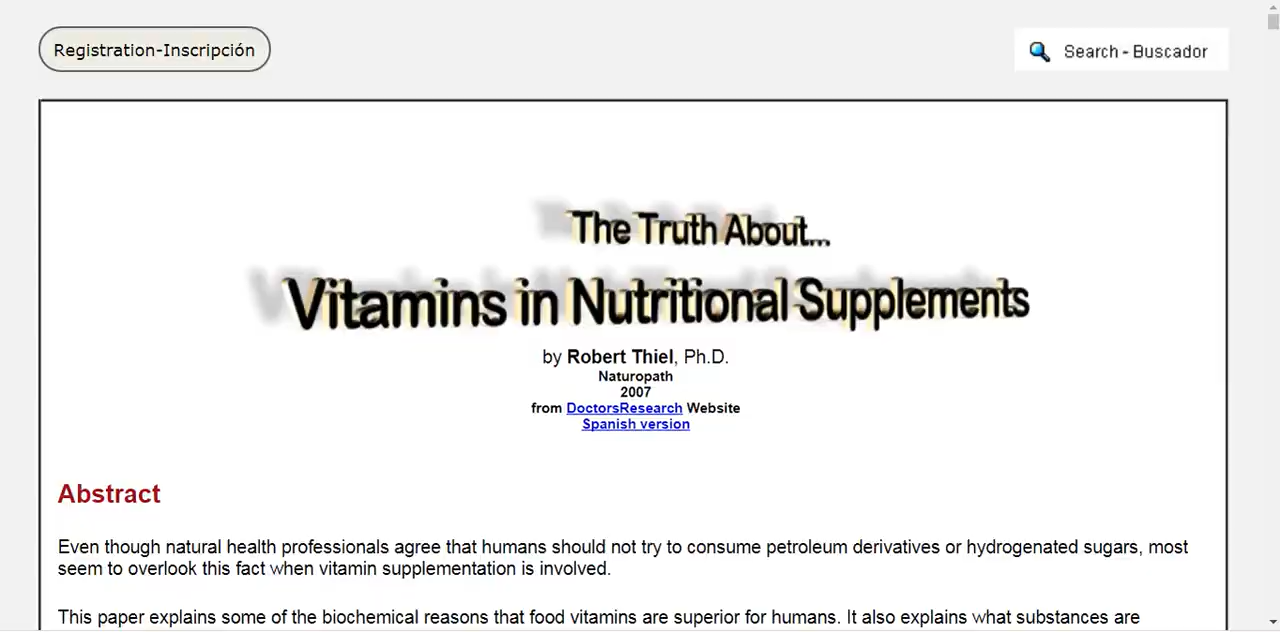 Registration-Inscripción
Search - Buscador
The Truth About...
Vitamins in Nutritional Supplements
by Robert Thiel, Ph.D.
Naturopath
2007
from DoctorsResearch Website
Spanish version
Abstract
Even though natural health professionals agree that humans should not try to consume petroleum derivatives or hydrogenated sugars, most
seem to overlook this fact when vitamin supplementation is involved.
This paper explains some of the biochemical reasons that food vitamins are superior for humans. It also explains what substances are